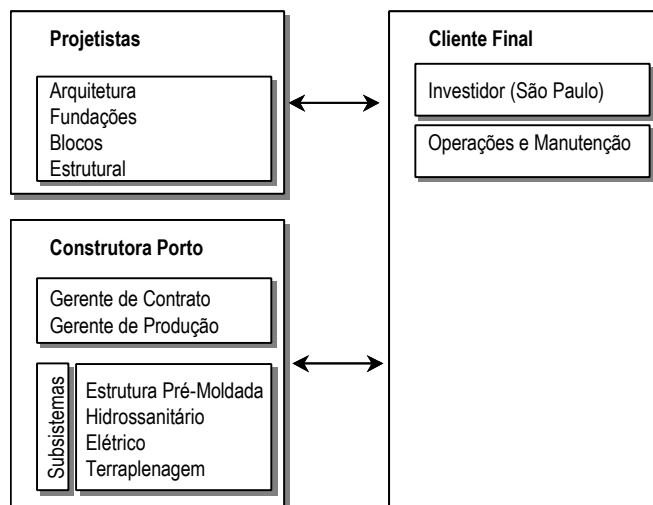 Projetistas
Arquitetura
Fundações
Blocos
Estrutural
Cliente Final
Investidor (São Paulo)
Operações e Manutenção
Construtora Porto
Gerente de Contrato
Gerente de Produção
Subsistemas
Estrutura Pré-Moldada
Hidrossanitário
Elétrico
Terraplenagem